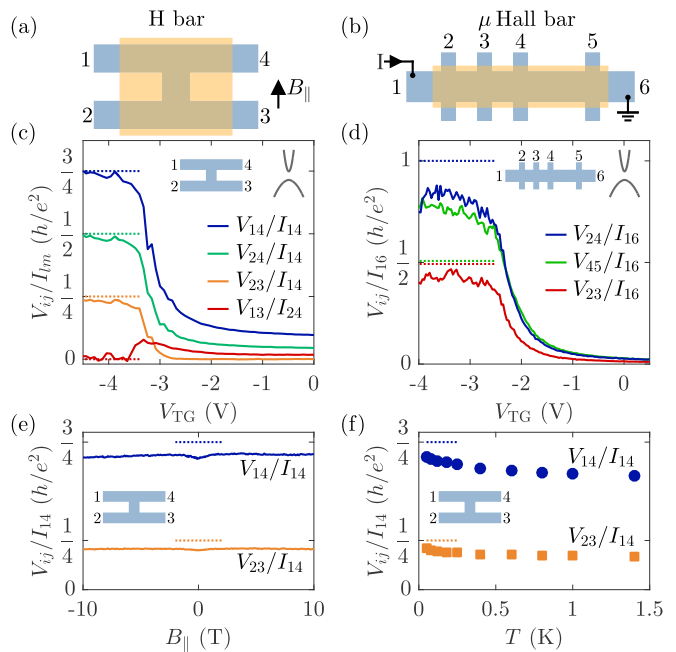 (a)
H bar
1
4
2
3
B∥
(b)
μ Hall bar
I
2
3
4
5
1
6
(c)
V_ij/I_lm (h/e²)
3/4
1/2
1/4
0
1
4
2
3
V₁₄/I₁₄
V₂₄/I₁₄
V₂₃/I₁₄
V₁₃/I₂₄
-4 -3 -2 -1 0
V_TG (V)
(d)
V_ij/I₁₆ (h/e²)
1
1/2
0
2 3 4 5
1
6
V₂₄/I₁₆
V₄₅/I₁₆
V₂₃/I₁₆
-4 -3 -2 -1 0
V_TG (V)
(e)
V_ij/I₁₄ (h/e²)
3/4
1/4
0
V₁₄/I₁₄
1
4
2
3
V₂₃/I₁₄
-10 0 10
B∥ (T)
(f)
V_ij/I₁₄ (h/e²)
3/4
1/4
0
V₁₄/I₁₄
1
4
2
3
V₂₃/I₁₄
0 0.5 1 1.5
T (K)